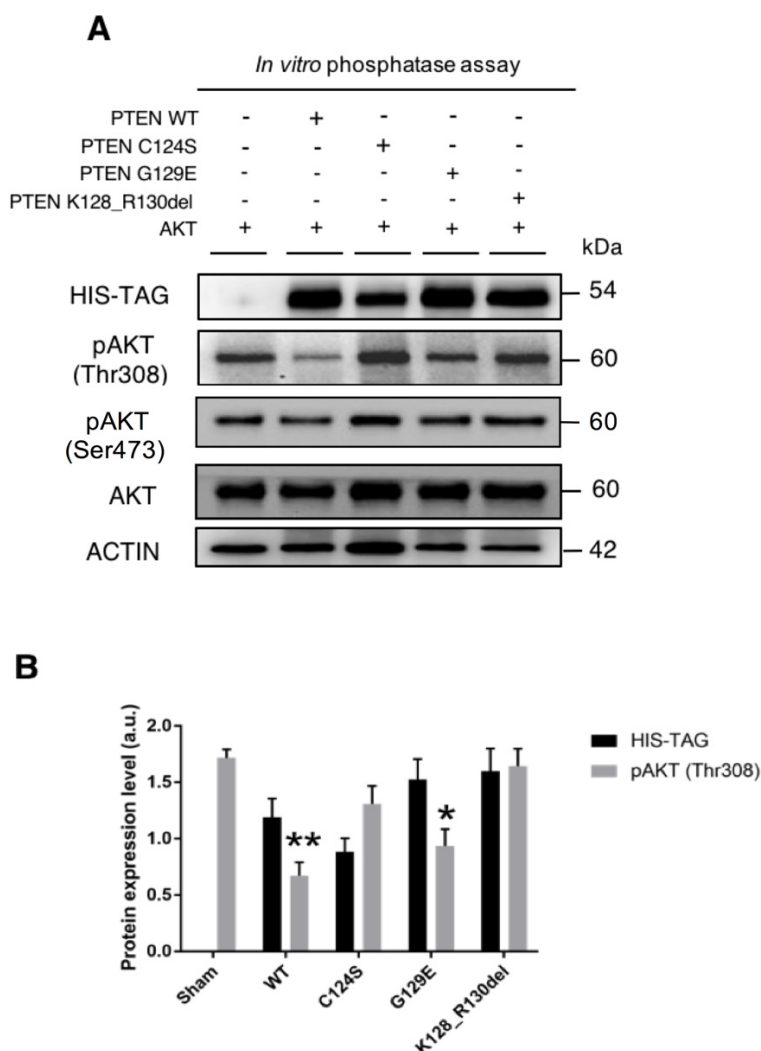 A
In vitro phosphatase assay
PTEN WT - + - - -
PTEN C124S - - + - -
PTEN G129E - - - + -
PTEN K128_R130del - - - - +
AKT + + + + +
kDa
HIS-TAG 54
pAKT (Thr308) 60
pAKT (Ser473) 60
AKT 60
ACTIN 42
B
Protein expression level (a.u.)
2.0
1.5
1.0
0.5
0.0
** *
Sham WT C124S G129E K128_R130del
HIS-TAG
pAKT (Thr308)